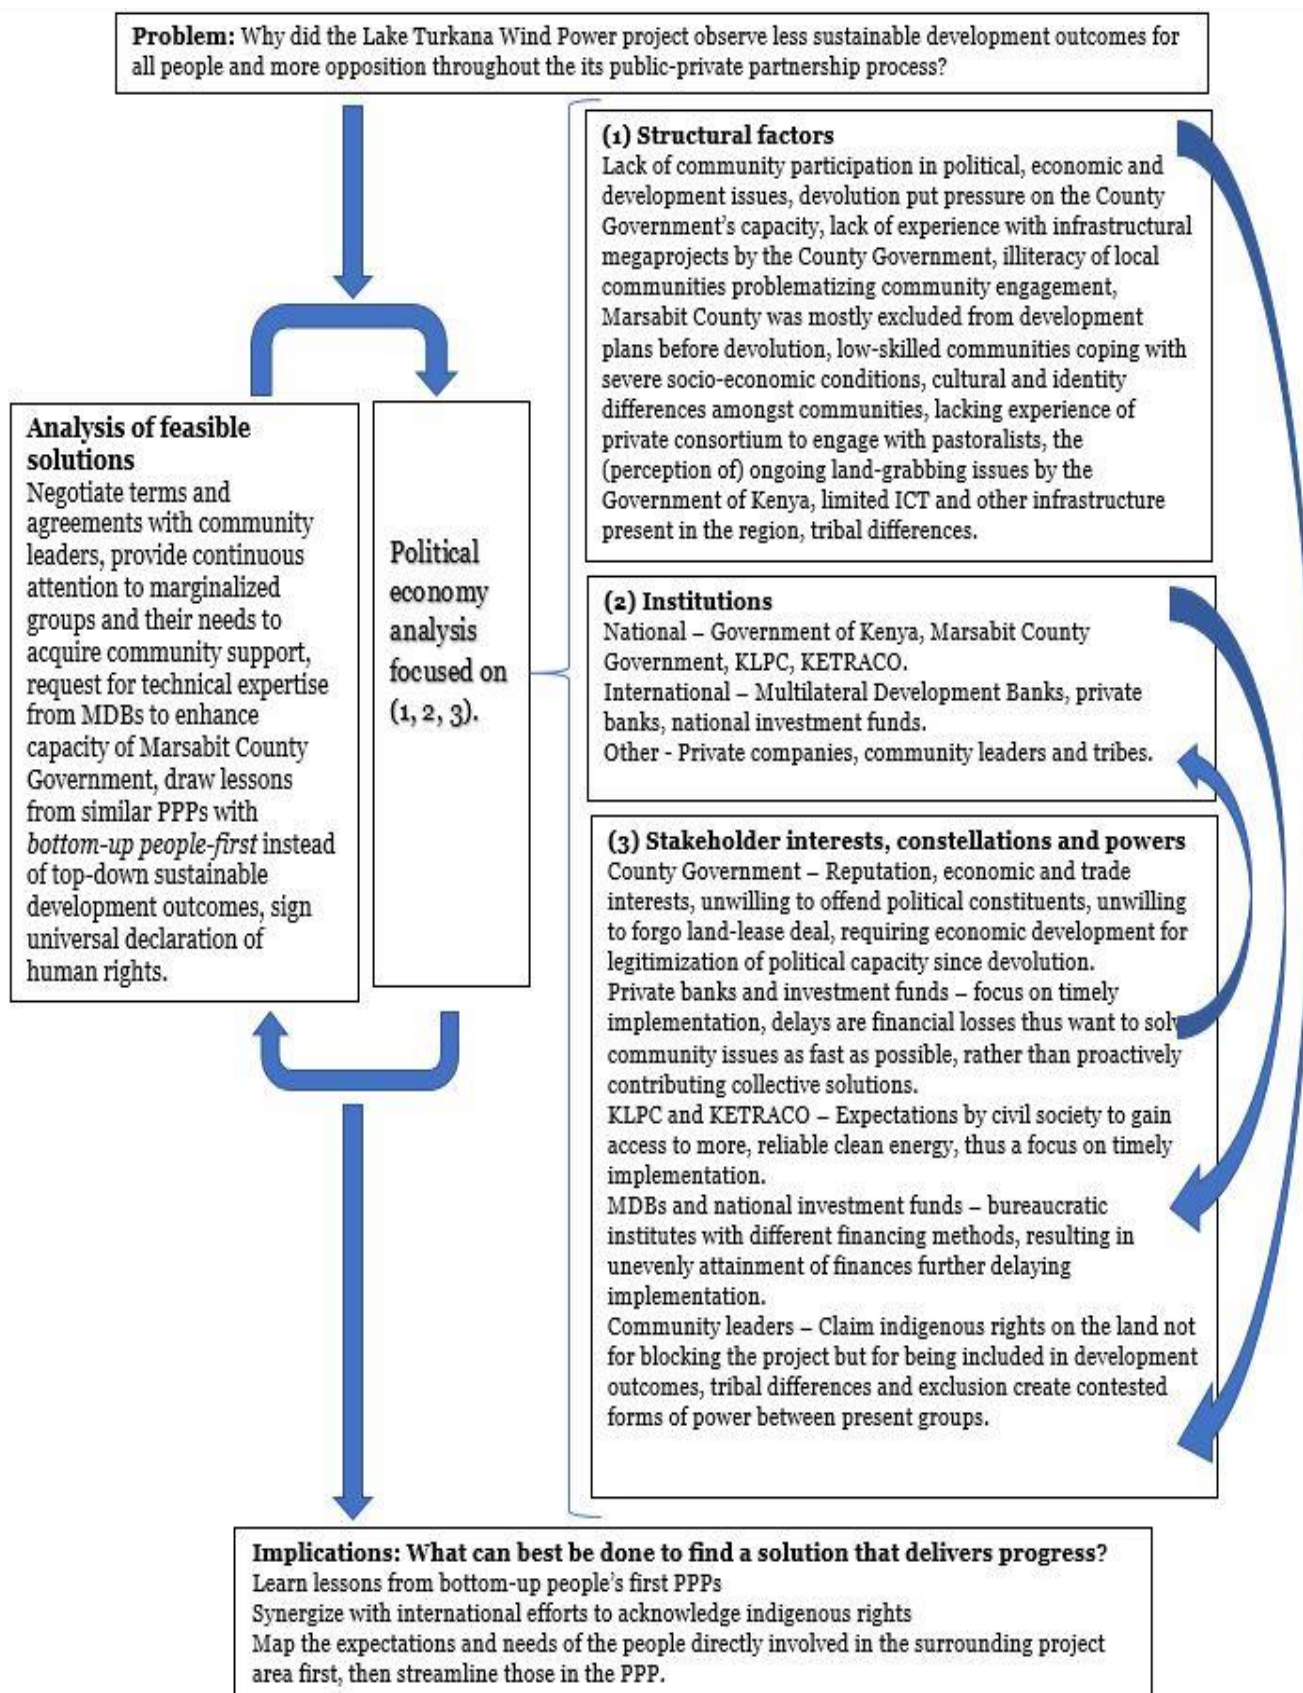 Problem: Why did the Lake Turkana Wind Power project observe less sustainable development outcomes for
all people and more opposition throughout the its public-private partnership process?
(1) Structural factors
Lack of community participation in political, economic and
development issues, devolution put pressure on the County
Government's capacity, lack of experience with infrastructural
megaprojects by the County Government, illiteracy of local
communities problematizing community engagement,
Marsabit County was mostly excluded from development
plans before devolution, low-skilled communities coping with
severe socio-economic conditions, cultural and identity
differences amongst communities, lacking experience of
private consortium to engage with pastoralists, the
(perception of) ongoing land-grabbing issues by the
Government of Kenya, limited ICT and other infrastructure
present in the region, tribal differences.
Analysis of feasible
solutions
Negotiate terms and
agreements with community
leaders, provide continuous
attention to marginalized
groups and their needs to
acquire community support,
request for technical expertise
from MDBs to enhance
capacity of Marsabit County
Government, draw lessons
from similar PPPs with
bottom-up people-first instead
of top-down sustainable
development outcomes, sign
universal declaration of
human rights.
Political
economy
analysis
focused on
(1, 2, 3).
(2) Institutions
National – Government of Kenya, Marsabit County
Government, KLPC, KETRACO.
International – Multilateral Development Banks, private
banks, national investment funds.
Other - Private companies, community leaders and tribes.
(3) Stakeholder interests, constellations and powers
County Government – Reputation, economic and trade
interests, unwilling to offend political constituents, unwilling
to forgo land-lease deal, requiring economic development for
legitimization of political capacity since devolution.
Private banks and investment funds – focus on timely
implementation, delays are financial losses thus want to solv
community issues as fast as possible, rather than proactively
contributing collective solutions.
KLPC and KETRACO – Expectations by civil society to gain
access to more, reliable clean energy, thus a focus on timely
implementation.
MDBs and national investment funds – bureaucratic
institutes with different financing methods, resulting in
unevenly attainment of finances further delaying
implementation.
Community leaders – Claim indigenous rights on the land not
for blocking the project but for being included in development
outcomes, tribal differences and exclusion create contested
forms of power between present groups.
Implications: What can best be done to find a solution that delivers progress?
Learn lessons from bottom-up people's first PPPs
Synergize with international efforts to acknowledge indigenous rights
Map the expectations and needs of the people directly involved in the surrounding project
area first, then streamline those in the PPP.